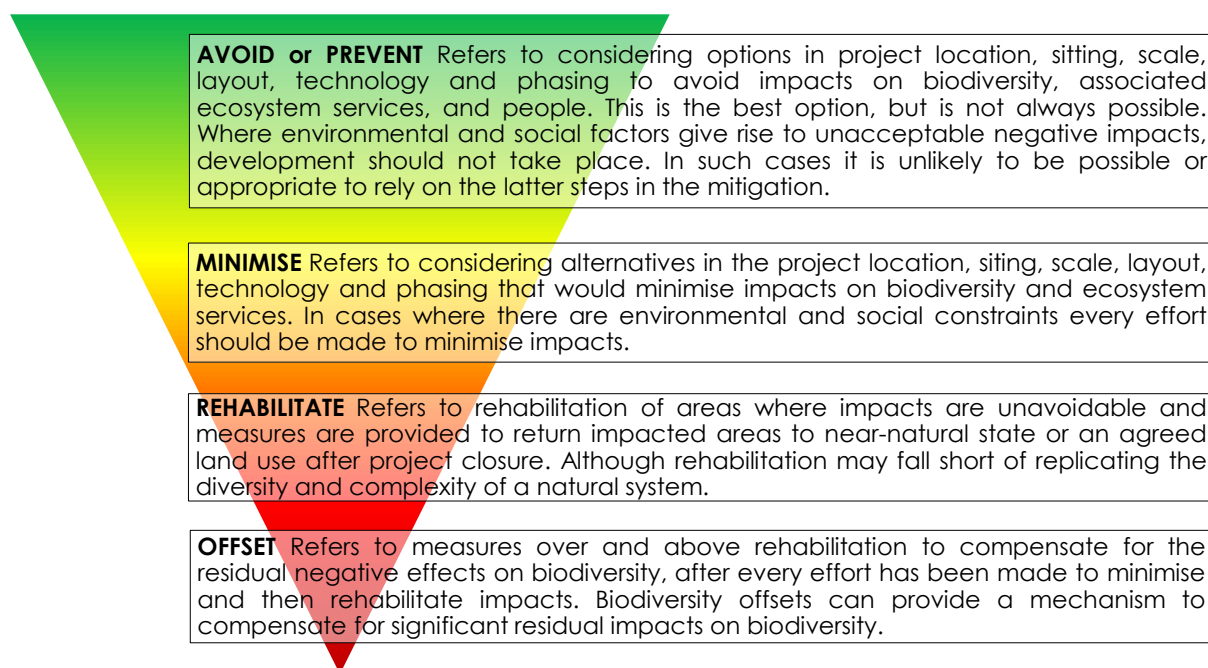 AVOID or PREVENT Refers to considering options in project location, sitting, scale,
layout, technology and phasing to avoid impacts on biodiversity, associated
ecosystem services, and people. This is the best option, but is not always possible.
Where environmental and social factors give rise to unacceptable negative impacts,
development should not take place. In such cases it is unlikely to be possible or
appropriate to rely on the latter steps in the mitigation.
MINIMISE Refers to considering alternatives in the project location, siting, scale, layout,
technology and phasing that would minimise impacts on biodiversity and ecosystem
services. In cases where there are environmental and social constraints every effort
should be made to minimise impacts.
REHABILITATE Refers to rehabilitation of areas where impacts are unavoidable and
measures are provided to return impacted areas to near-natural state or an agreed
land use after project closure. Although rehabilitation may fall short of replicating the
diversity and complexity of a natural system.
OFFSET Refers to measures over and above rehabilitation to compensate for the
residual negative effects on biodiversity, after every effort has been made to minimise
and then rehabilitate impacts. Biodiversity offsets can provide a mechanism to
compensate for significant residual impacts on biodiversity.